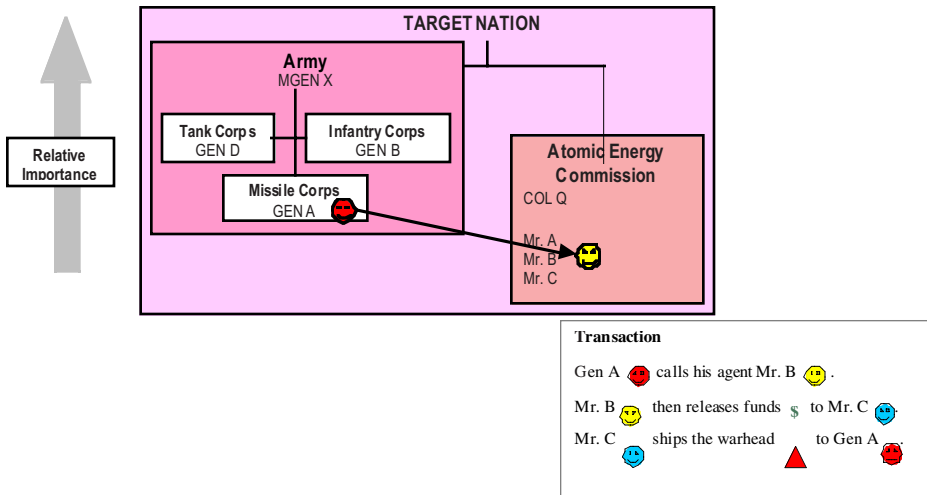 TARGET NATION
Army
MGEN X
Tank Corps
GEN D
Infantry Corps
GEN B
Missile Corps
GEN A
Relative
Importance
Atomic Energy
Commission
COL Q
Mr. A
Mr. B
Mr. C
Transaction
Gen A calls his agent Mr. B .
Mr. B then releases funds $ to Mr. C .
Mr. C ships the warhead to Gen A .